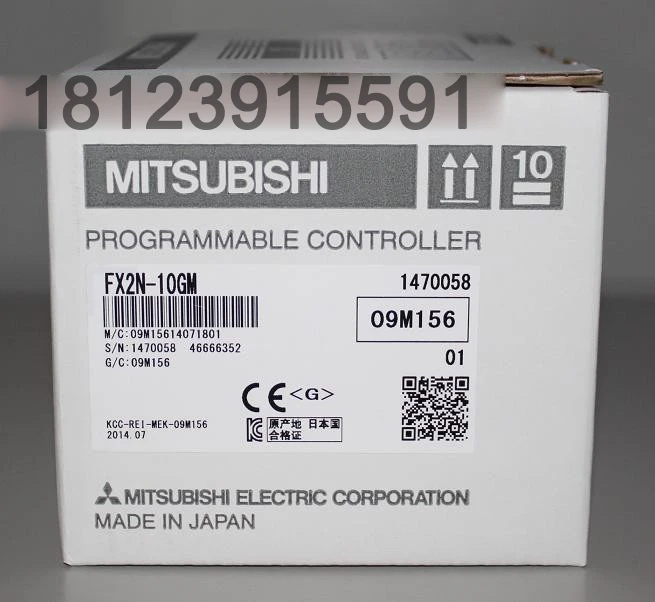 18123915591
MITSUBISHI
10
PROGRAMMABLE CONTROLLER
FX2N-10GM 1470058
M/C:09M15614071801
09M156
S/N:1470058 46666352
G/C:09M156
01
CE <G>
KCC-REI-MEK-09M156
2014.07
原产地 日本国
合格证
MITSUBISHI ELECTRIC CORPORATION
MADE IN JAPAN